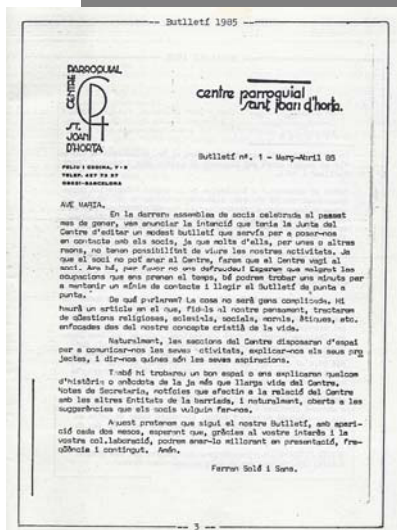 Butlletí 1985
PARROQUIAL
CENTRE
ST. JOAN
D'HORTA
FELIU I CODINA, 7-9
TELEF. 427 72 37
08031-BARCELONA
centre parroquial
sant joan d'horta.
Butlletí nº. 1 - Març-Abril 85
AVE MARIA.
En la darrera assemblea de socis celebrada el passat
mes de gener, vam anunciar la intenció que tenia la Junta del
Centre d'editar un modest butlletí que servís per a posar-nos
en contacte amb els socis, ja que molts d'ells, per unes o altres
raons, no tenen possibilitat de viure les nostres activitats. Ja
que el soci no pot anar al Centre, farem que el Centre vagi al
soci. Ara bé, per favor no ens defraudeu! Esperem que malgrat les
ocupacions que ens prenen el temps, bé podrem trobar uns minuts per
a mantenir un mínim de contacte i llegir el Butlletí de punta a
punta.
De qué parlarem? La cosa no serà gens complicada. Hi
haurà un article en el que, fidels al nostre pensament, tractarem
de qüestions religioses, eclesials, socials, morals, ètiques, etc.
enfocades des del nostre concepte cristià de la vida.
Naturalment, les seccions del Centre disposaran d'espai
per a comunicar-nos les seves activitats, explicar-nos els seus pro
jectes, i dir-nos quines són les seves aspiracions.
També hi trobareu un bon espai o ens explicaran quelcom
d'història o anècdota de la ja més que llarga vida del Centre.
Notes de Secretaria, notícies que afectin a la relació del Centre
amb les altres Entitats de la barriada, i naturalment, oberta a les
suggerències que els socis vulguin fer-nos.
Aquest pretenem que sigui el nostre Butlletí, amb apari-
ció cada dos mesos, esperant que, gràcies al vostre interès i la
vostra col.laboració, podrem anar-lo millorant en presentació, fre-
qüència i contingut. Amén.
Ferran Solé i Sans.
3